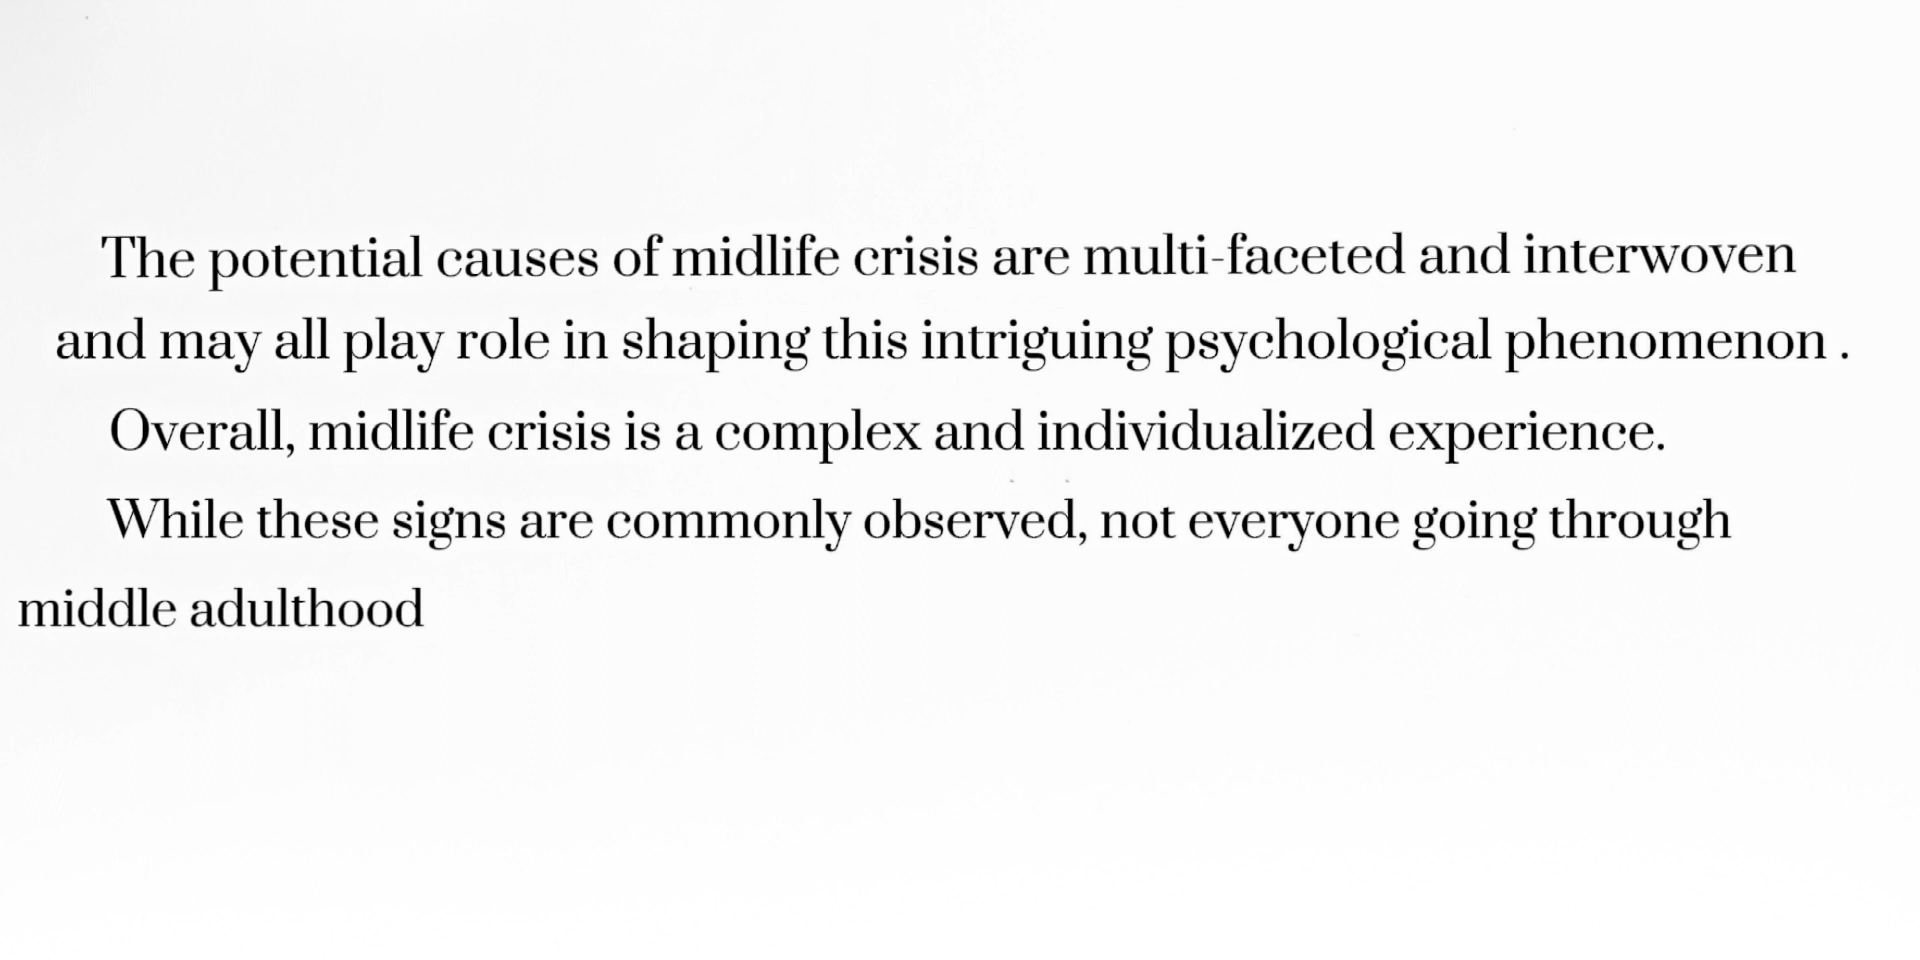 The potential causes of midlife crisis are multi-faceted and interwoven
and may all play role in shaping this intriguing psychological phenomenon .
Overall, midlife crisis is a complex and individualized experience.
While these signs are commonly observed, not everyone going through
middle adulthood